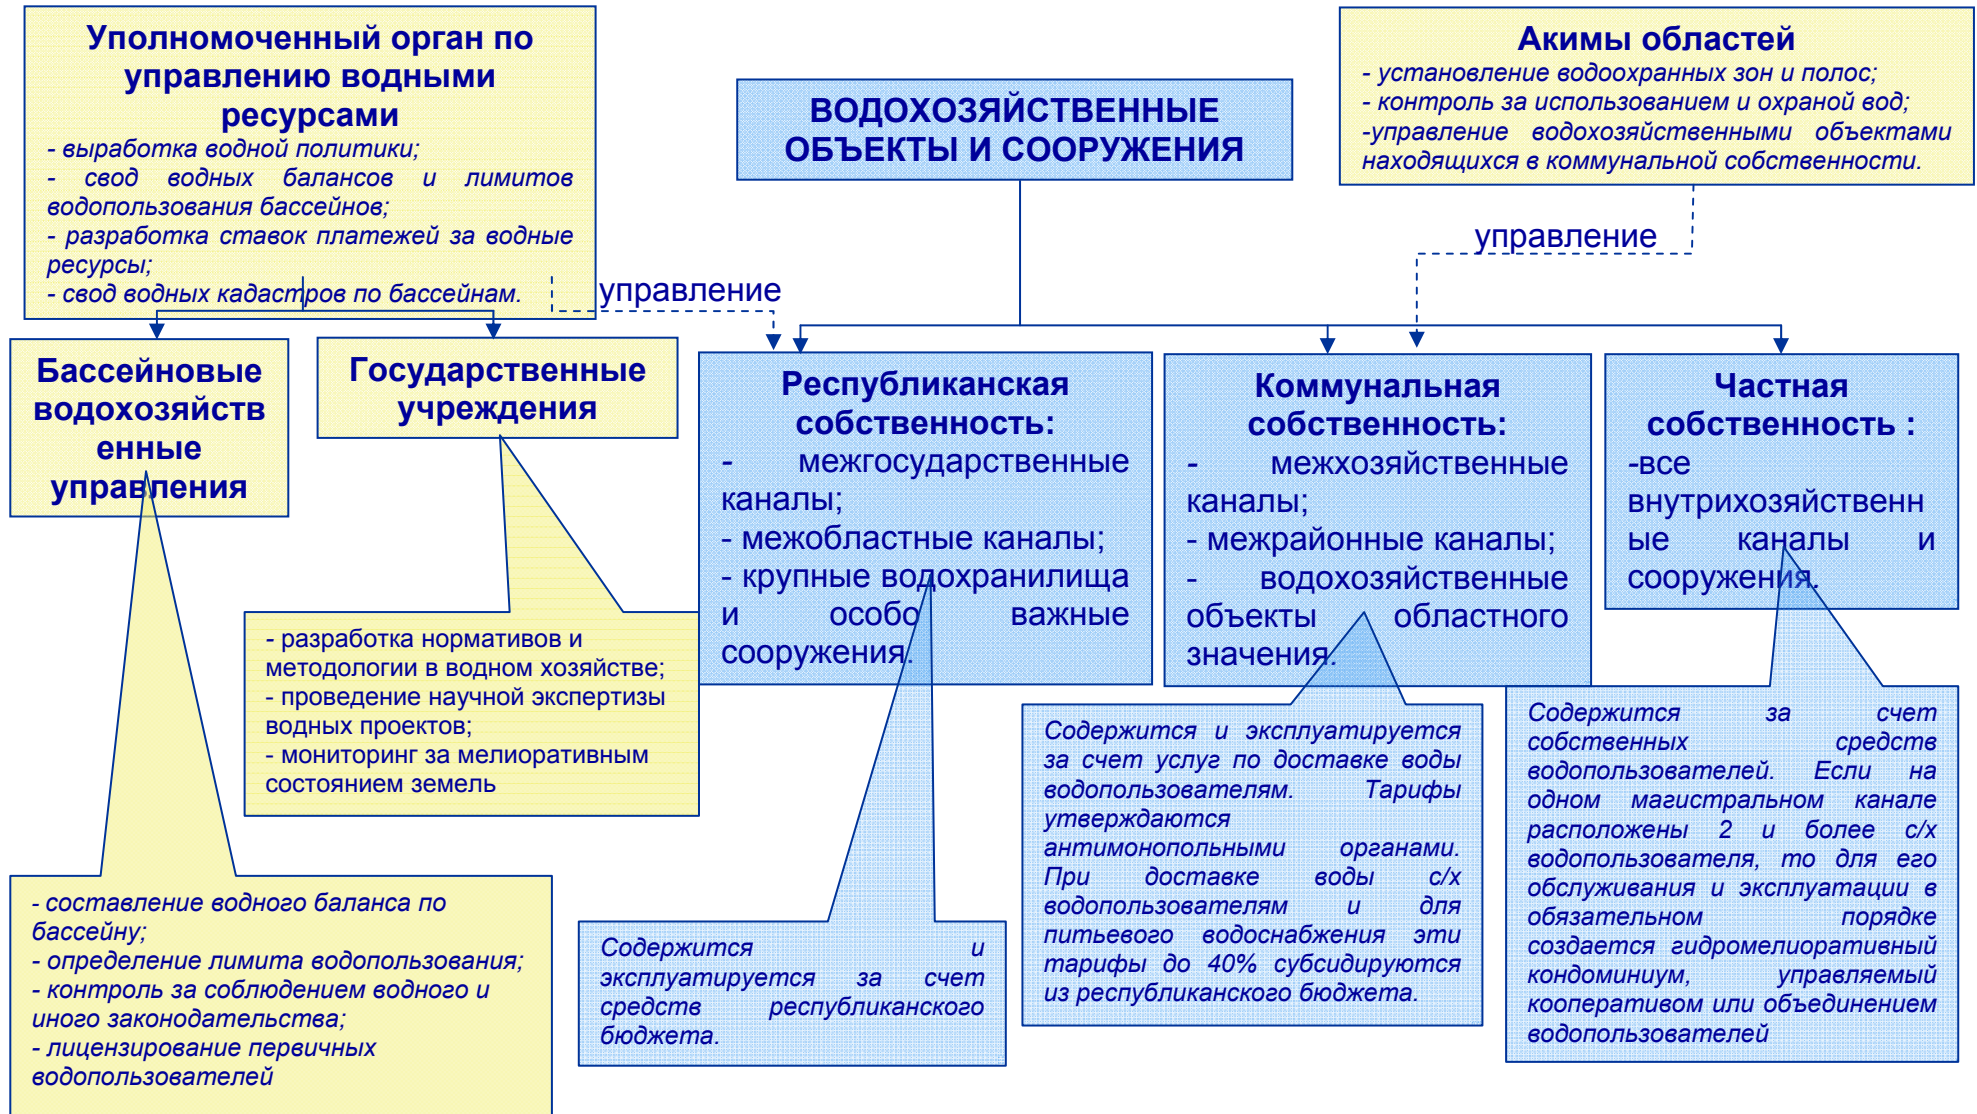 Уполномоченный орган по
управлению водными
ресурсами
- выработка водной политики;
- свод водных балансов и лимитов
водопользования бассейнов;
- разработка ставок платежей за водные
ресурсы;
- свод водных кадастров по бассейнам.
ВОДОХОЗЯЙСТВЕННЫЕ
ОБЪЕКТЫ И СООРУЖЕНИЯ
Акимы областей
- установление водоохранных зон и полос;
- контроль за использованием и охраной вод;
-управление водохозяйственными объектами
находящихся в коммунальной собственности.
управление
управление
Бассейновые
водохозяйств
енные
управления
Государственные
учреждения
Республиканская
собственность:
- межгосударственные
каналы;
- межобластные каналы;
- крупные водохранилища
и особо важные
сооружения.
Коммунальная
собственность:
- межхозяйственные
каналы;
- межрайонные каналы;
- водохозяйственные
объекты областного
значения.
Частная
собственность :
-все
внутрихозяйственн
ые каналы и
сооружения.
- разработка нормативов и
методологии в водном хозяйстве;
- проведение научной экспертизы
водных проектов;
- мониторинг за мелиоративным
состоянием земель
- составление водного баланса по
бассейну;
- определение лимита водопользования;
- контроль за соблюдением водного и
иного законодательства;
- лицензирование первичных
водопользователей
Содержится и
эксплуатируется за счет
средств республиканского
бюджета.
Содержится и эксплуатируется
за счет услуг по доставке воды
водопользователям. Тарифы
утверждаются
антимонопольными органами.
При доставке воды с/х
водопользователям и для
питьевого водоснабжения эти
тарифы до 40% субсидируются
из республиканского бюджета.
Содержится за счет
собственных средств
водопользователей. Если на
одном магистральном канале
расположены 2 и более с/х
водопользователя, то для его
обслуживания и эксплуатации в
обязательном порядке
создается гидромелиоративный
кондоминиум, управляемый
кооперативом или объединением
водопользователей